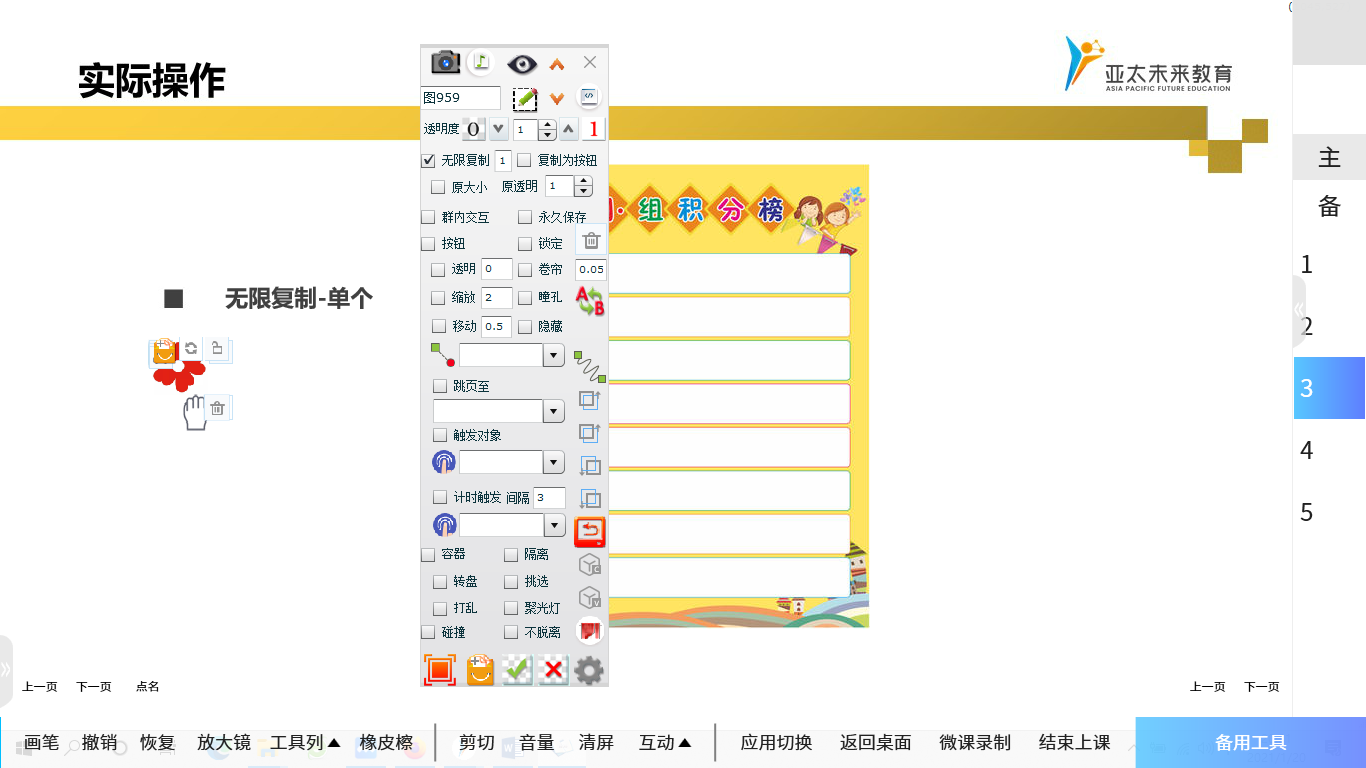 实际操作
亚太未来教育
ASIA PACIFIC FUTURE EDUCATION
图959
透明度 0 1 1
无限复制 1 复制为按钮
原大小 原透明 1
群内交互 永久保存
按钮 锁定
透明 0 卷帘 0.05
缩放 2 瞳孔
A B
移动 0.5 隐藏
跳页至
触发对象
计时触发 间隔 3
容器 隔离
转盘 挑选
打乱 聚光灯
碰撞 不脱离
·组积分榜
■ 无限复制-单个
主
备
1
2
3
4
5
上一页 下一页 点名
上一页 下一页
画笔 撤销 恢复 放大镜 工具列▲ 橡皮檫 剪切 音量 清屏 互动▲ 应用切换 返回桌面 微课录制 结束上课 备用工具